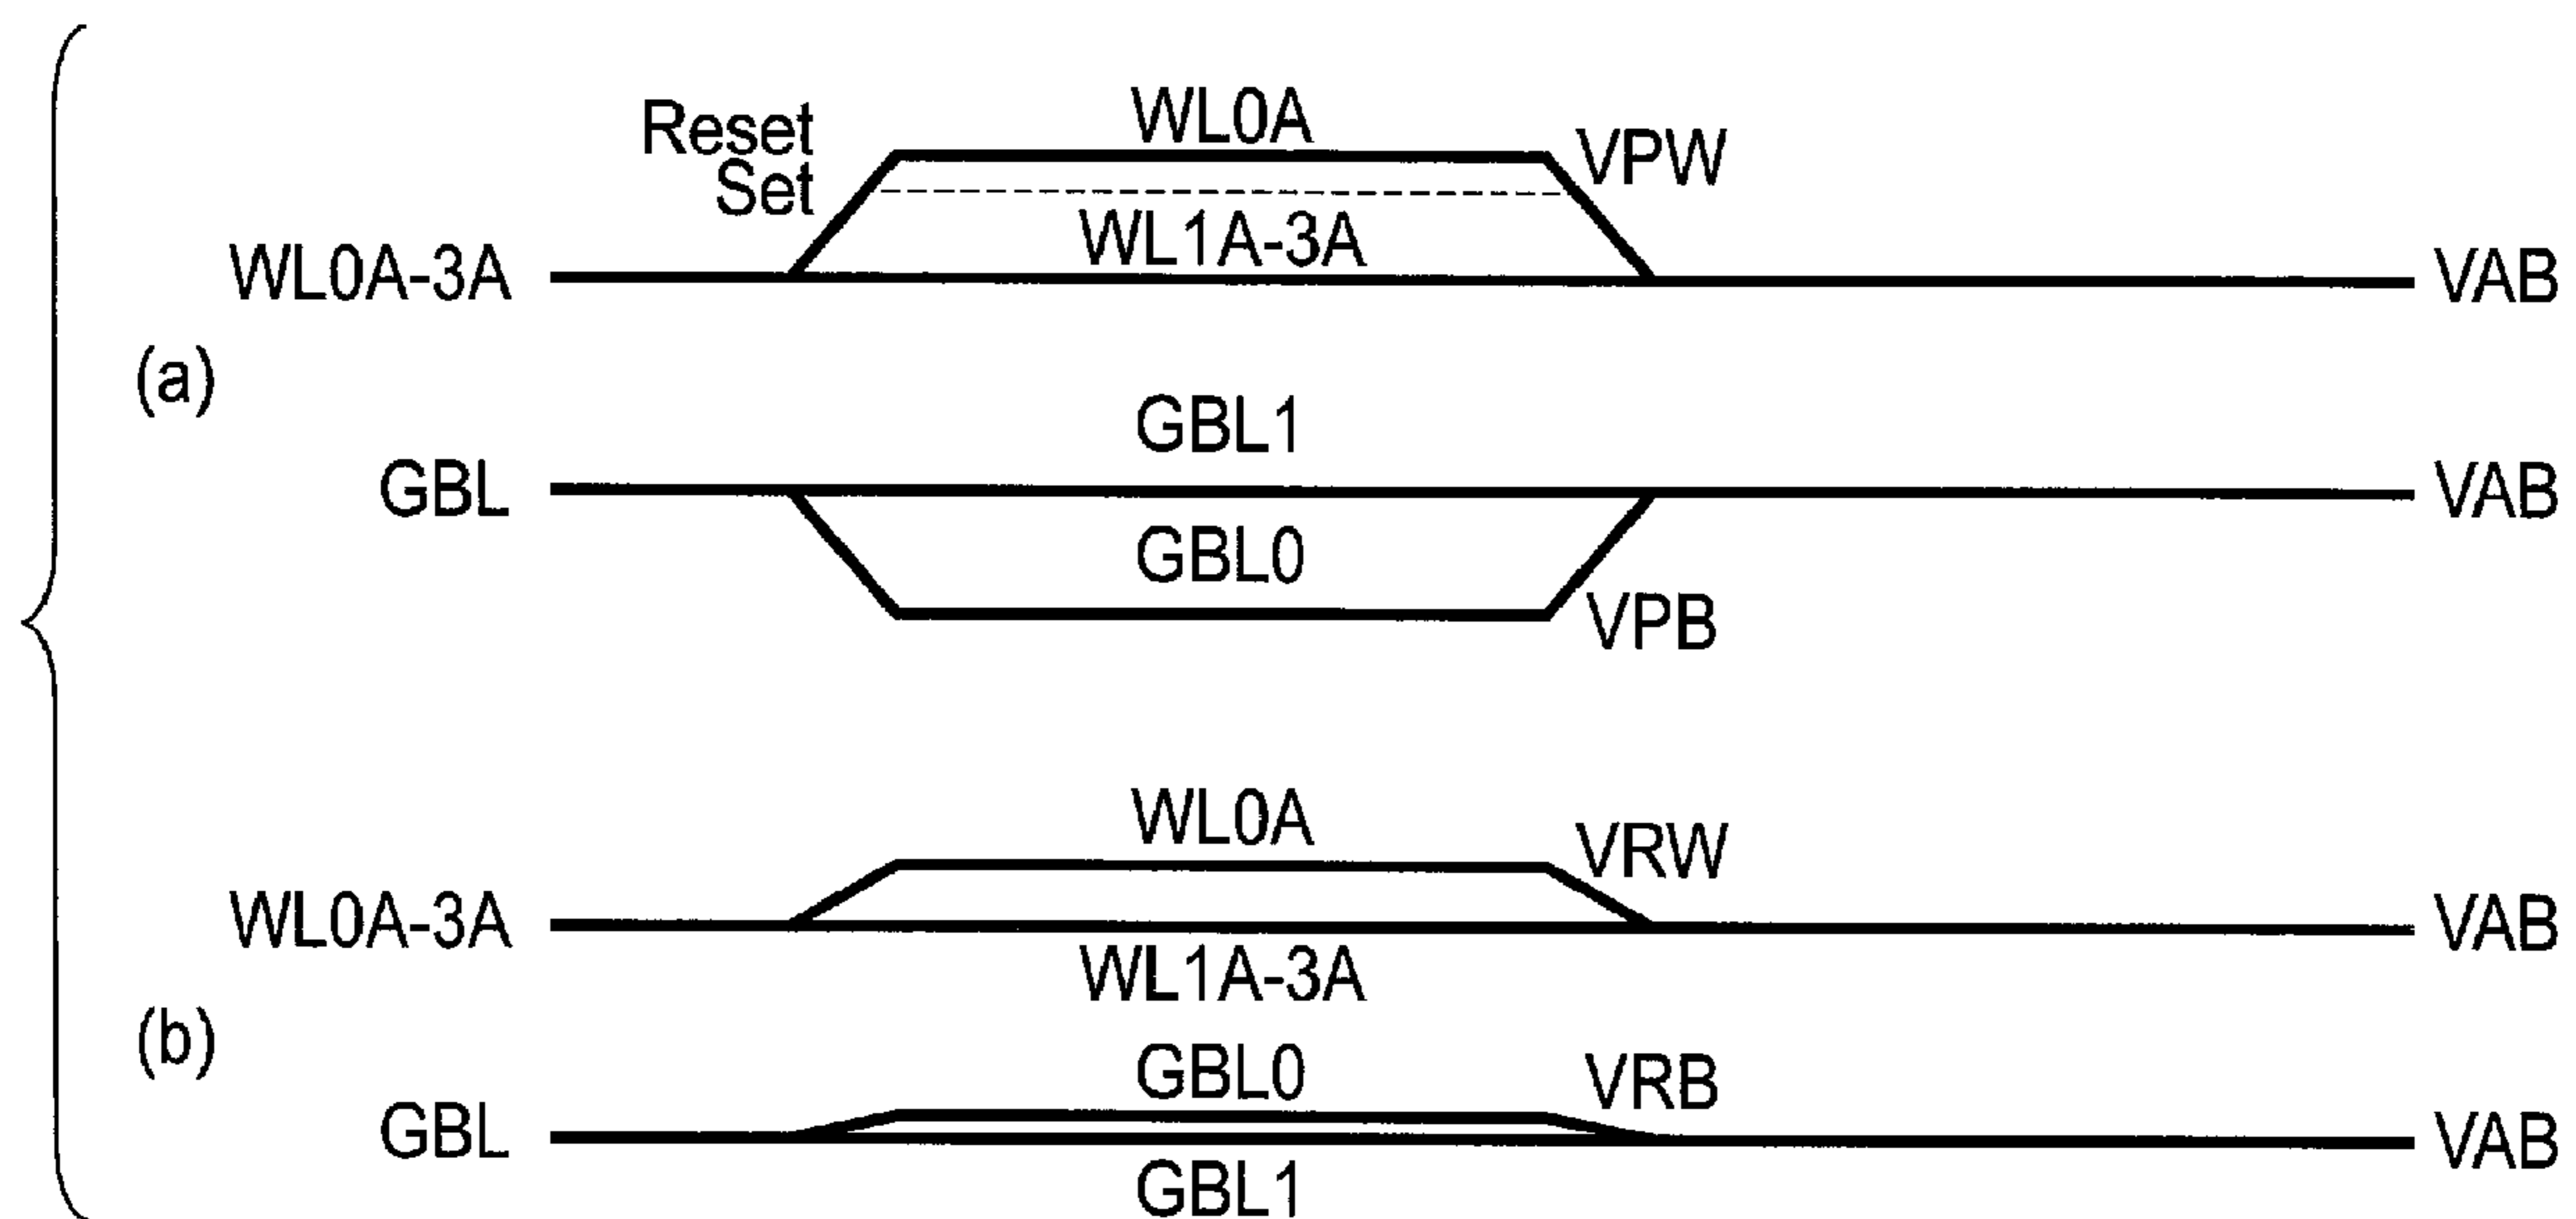 WL0A
Reset
VPW
Set
WL1A-3A
WL0A-3A
VAB
(a)
GBL1
GBL
VAB
GBL0
VPB
WL0A
VRW
WL0A-3A
VAB
WL1A-3A
(b)
GBL0
VRB
GBL
VAB
GBL1